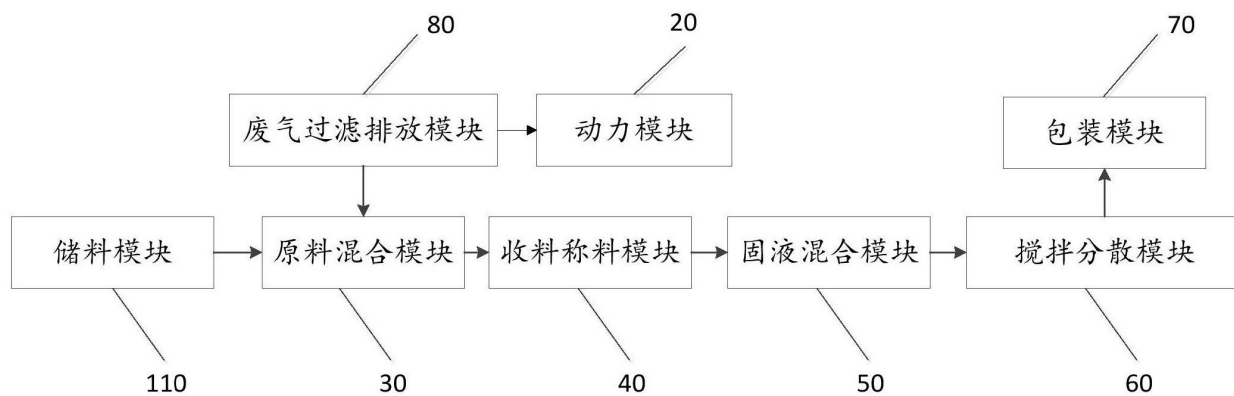 80
20
70
废气过滤排放模块
动力模块
包装模块
储料模块
原料混合模块
收料称料模块
固液混合模块
搅拌分散模块
110
30
40
50
60